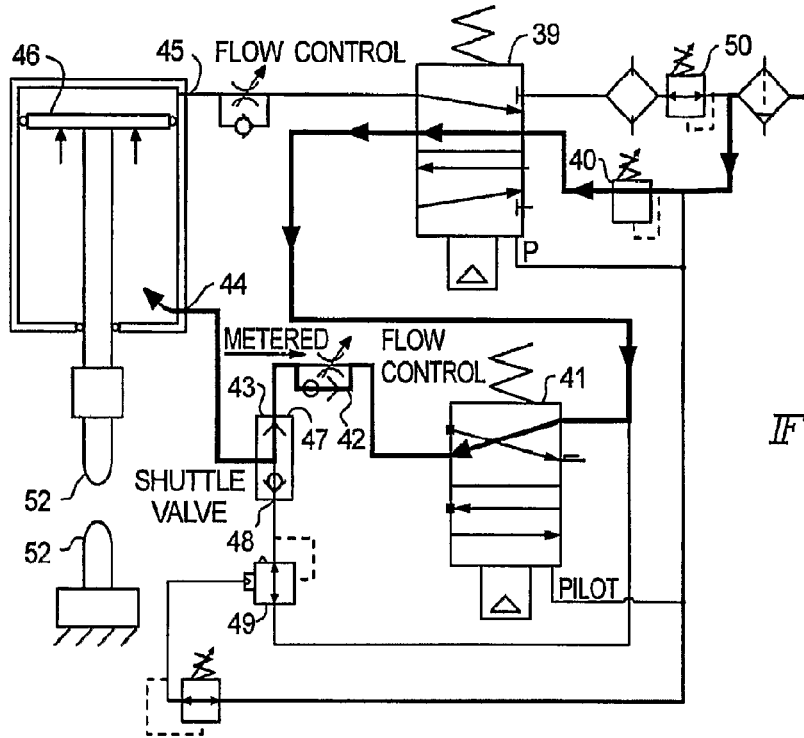 46
45
FLOW CONTROL
39
50
40
P
44
METERED
FLOW
CONTROL
41
43
47
42
SHUTTLE
VALVE
48
52
52
49
PILOT
IF